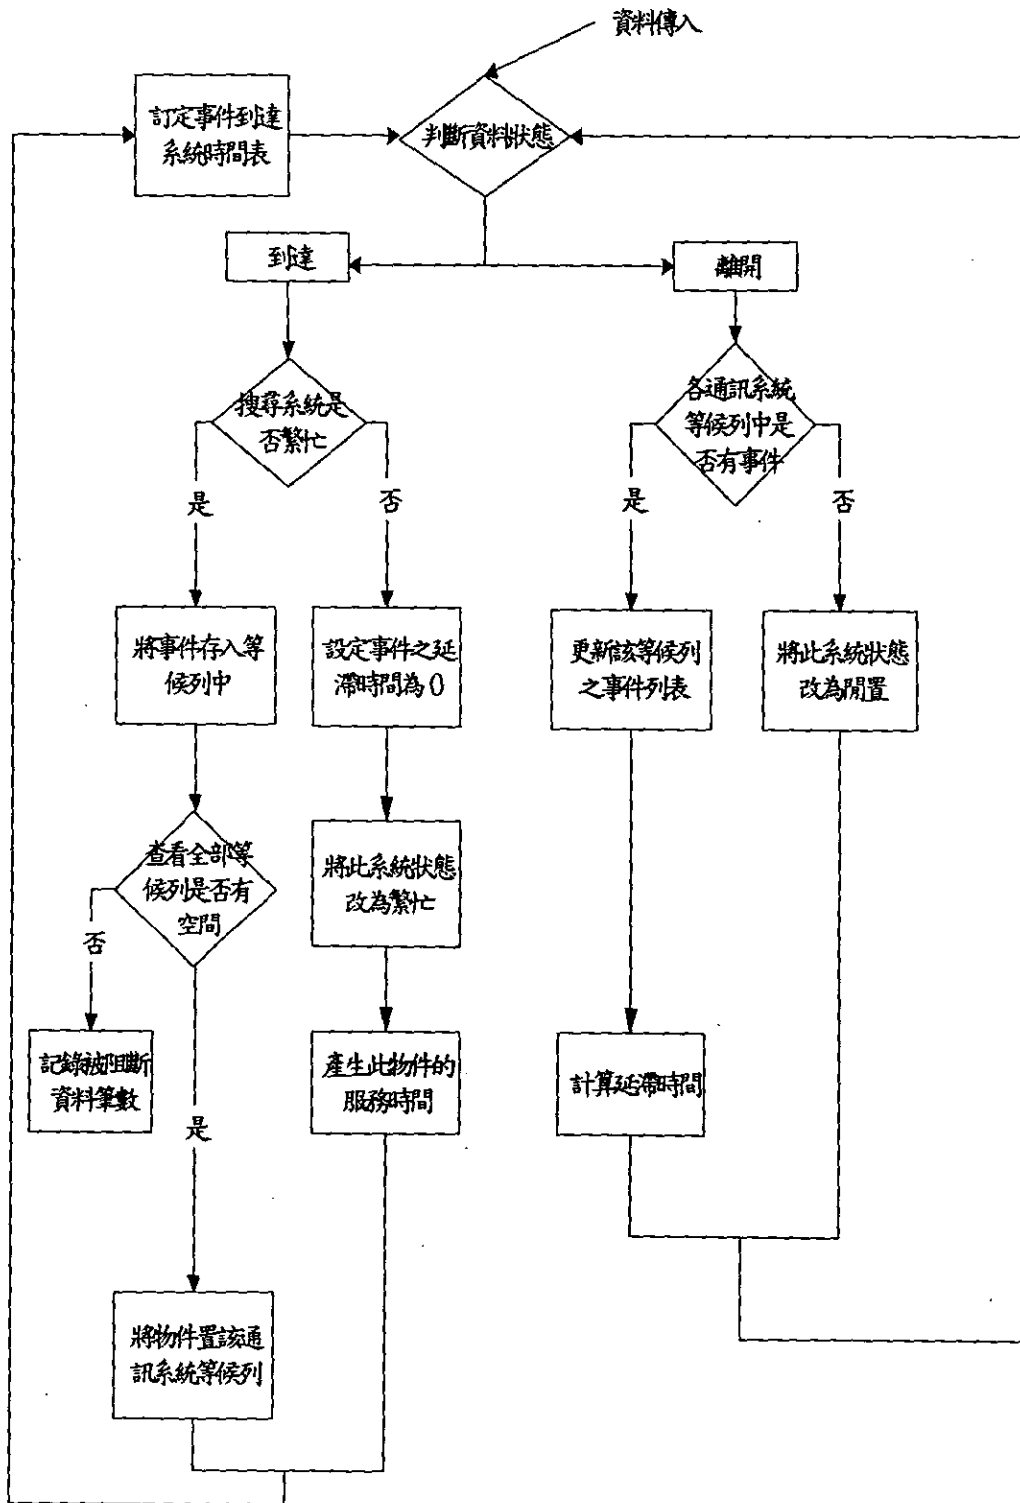 資料傳入
訂定事件到達
系統時間表
判斷資料狀態
到達
離開
搜尋系統是
否繁忙
各通訊系統
等候列中是
否有事件
是
否
是
否
將事件存入等
候列中
設定事件之延
滯時間為0
更新該等候列
之事件列表
將此系統狀態
改為閒置
查看全部等
候列是否有
空間
將此系統狀態
改為繁忙
否
記錄被阻斷
資料筆數
是
產生此物件的
服務時間
計算延滯時間
將物件置該通
訊系統等候列